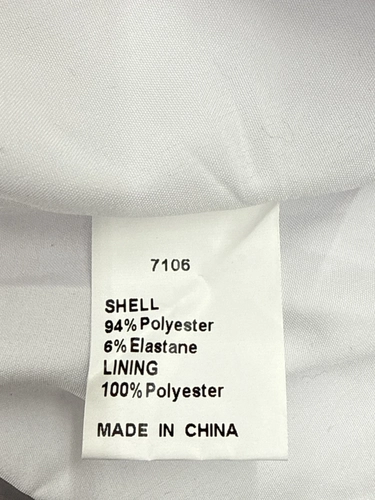 7106
SHELL
94% Polyester
6% Elastane
LINING
100% Polyester
MADE IN CHINA